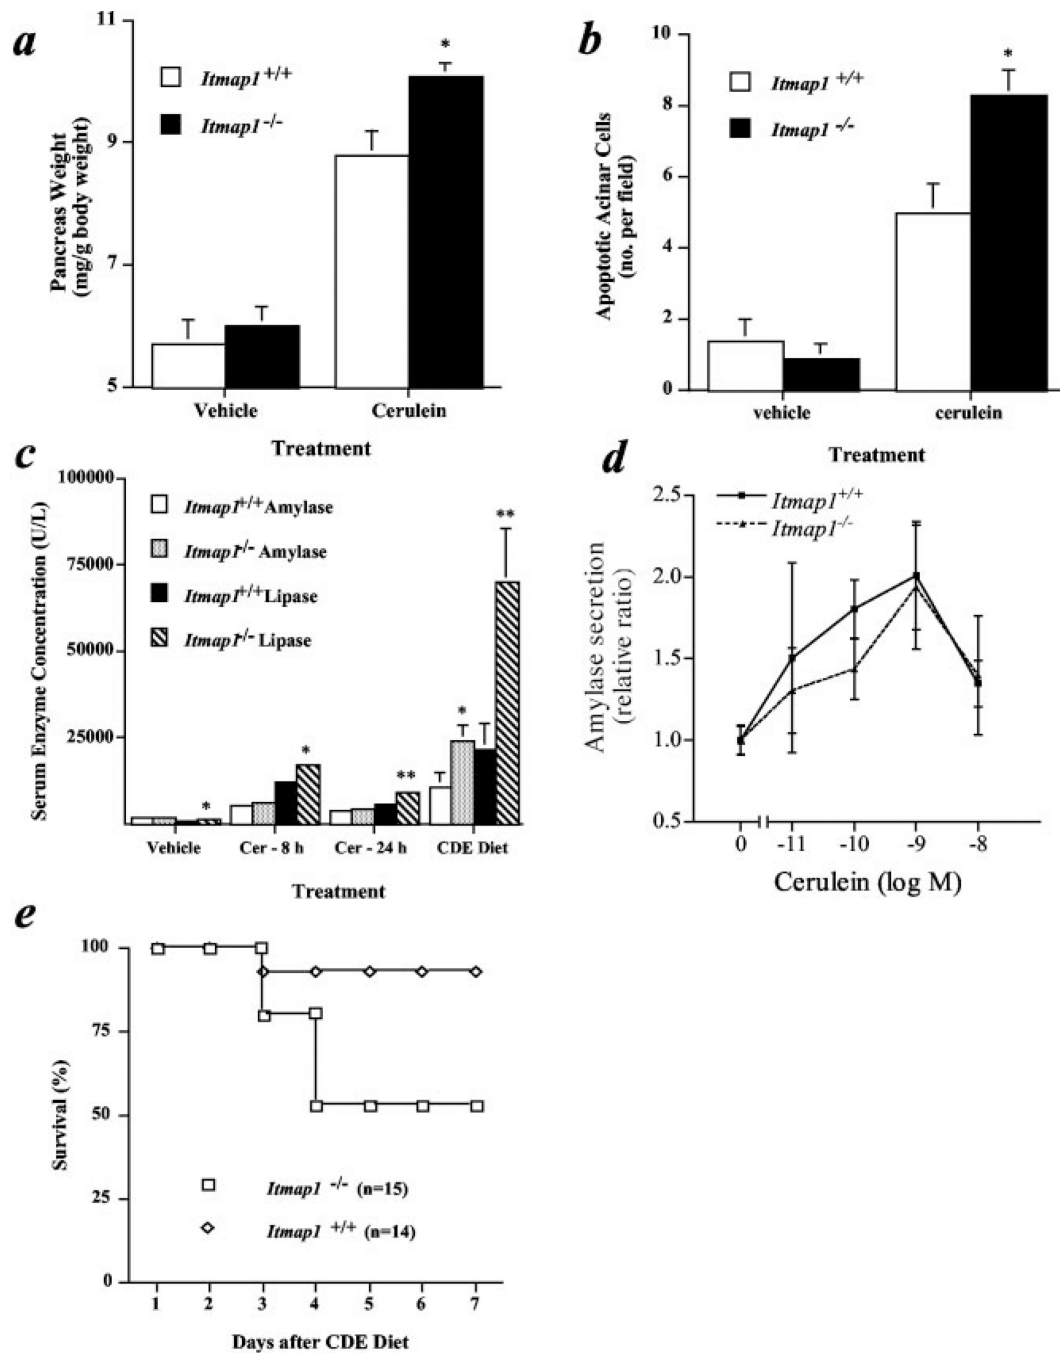 a
Pancreas Weight
(mg/g body weight)
11
9
7
5
Itmap1 +/+
Itmap1 -/-
*
Vehicle
Cerulein
Treatment
b
Apoptotic Acinar Cells
(no. per field)
10
8
6
4
2
0
Itmap1 +/+
Itmap1 -/-
*
vehicle
cerulein
Treatment
c
Serum Enzyme Concentration (U/L)
100000
75000
50000
25000
Itmap1+/+ Amylase
Itmap1-/- Amylase
Itmap1+/+ Lipase
Itmap1-/- Lipase
*
*
**
*
**
Vehicle
Cer - 8 h
Cer - 24 h
CDE Diet
Treatment
d
Amylase secretion
(relative ratio)
2.5
2.0
1.5
1.0
0.5
Itmap1+/+
Itmap1-/-
0
-11
-10
-9
-8
Cerulein (log M)
e
Survival (%)
100
75
50
25
0
Itmap1 -/- (n=15)
Itmap1 +/+ (n=14)
1
2
3
4
5
6
7
Days after CDE Diet